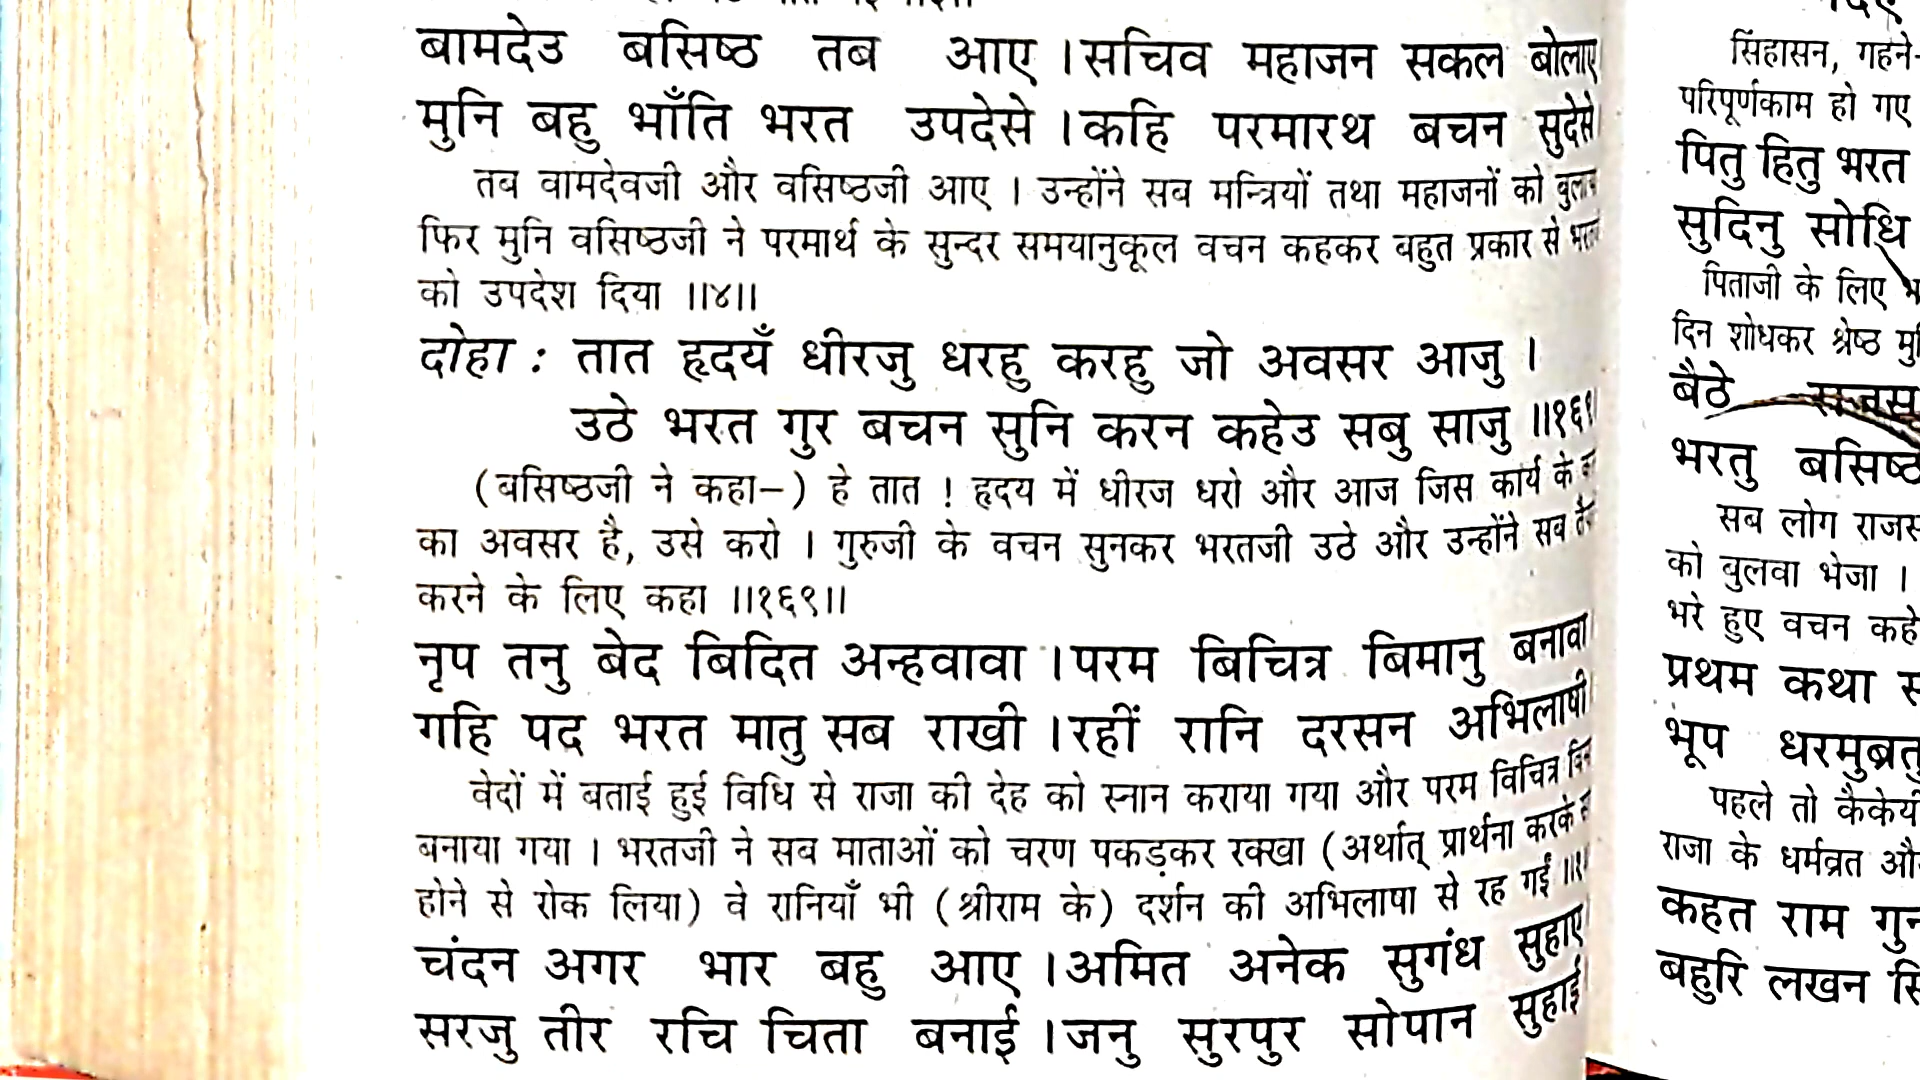 बामदेउ बसिष्ठ तब आए । सचिव महाजन सकल बोलाए
मुनि बहु भाँति भरत उपदेसे । कहि परमारथ बचन सुदेसे
तब वामदेवजी और वसिष्ठजी आए । उन्होंने सब मन्त्रियों तथा महाजनों को
फिर मुनि वसिष्ठजी ने परमार्थ के सुन्दर समयानुकूल वचन कहकर बहुत प्रकार से
को उपदेश दिया ॥४॥
दोहा : तात हृदयँ धीरजु धरहु करहु जो अवसर आजु ।
उठे भरत गुर बचन सुनि करन कहेउ सबु साजु ॥१६९
(बसिष्ठजी ने कहा–) हे तात ! हृदय में धीरज धरो और आज जिस कार्य के
का अवसर है, उसे करो । गुरुजी के वचन सुनकर भरतजी उठे और उन्होंने सब
करने के लिए कहा ॥१६९॥
नृप तनु बेद बिदित अन्हवावा । परम बिचित्र बिमानु बनावा
गहि पद भरत मातु सब राखी । रहीं रानि दरसन अभिलाषी
वेदों में बताई हुई विधि से राजा की देह को स्नान कराया गया और परम विचित्र
बनाया गया । भरतजी ने सब माताओं को चरण पकड़कर रक्खा (अर्थात् प्रार्थना करके
होने से रोक लिया) वे रानियाँ भी (श्रीराम के) दर्शन की अभिलाषा से रह गईं
चंदन अगर भार बहु आए । अमित अनेक सुगंध सुहाए
सरजु तीर रचि चिता बनाई । जनु सुरपुर सोपान सुहाई
सिंहासन, गहने-
परिपूर्णकाम हो गए
पितु हितु भरत
सुदिनु सोधि
पिताजी के लिए
दिन शोधकर श्रेष्ठ
बैठे
भरतु बसिष्ठ
सब लोग
को बुलवा भेजा ।
भरे हुए वचन कहे
प्रथम कथा
भूप धरमुब्रतु
पहले तो कैकेयी
राजा के धर्मव्रत
कहत राम गुन
बहुरि लखन